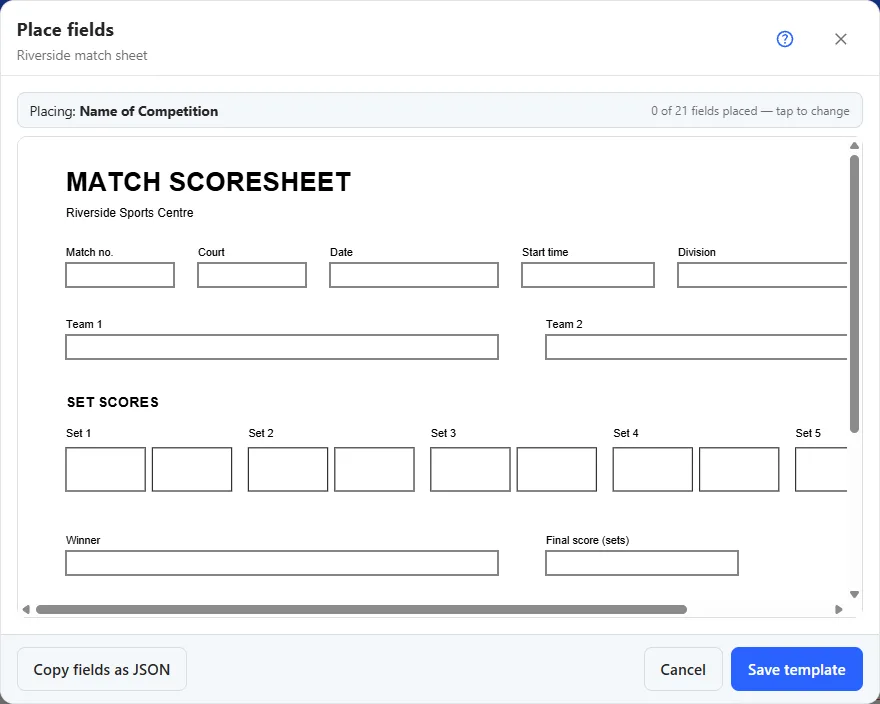 Place fields
Riverside match sheet
Placing: Name of Competition
0 of 21 fields placed — tap to change
MATCH SCORESHEET
Riverside Sports Centre
Match no.
Court
Date
Start time
Division
Team 1
Team 2
SET SCORES
Set 1
Set 2
Set 3
Set 4
Set 5
Winner
Final score (sets)
Copy fields as JSON
Cancel
Save template